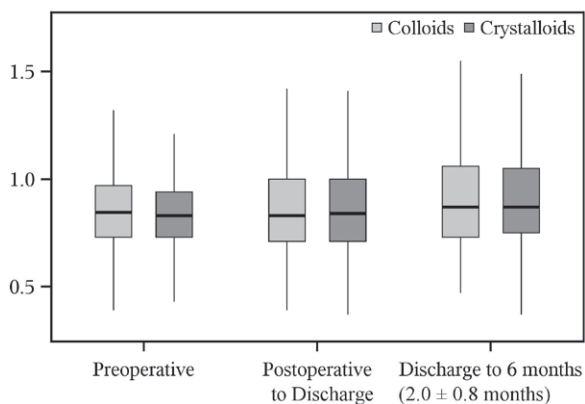 Colloids Crystalloids
1.5
1.0
0.5
Preoperative
Postoperative
to Discharge
Discharge to 6 months
(2.0 ± 0.8 months)